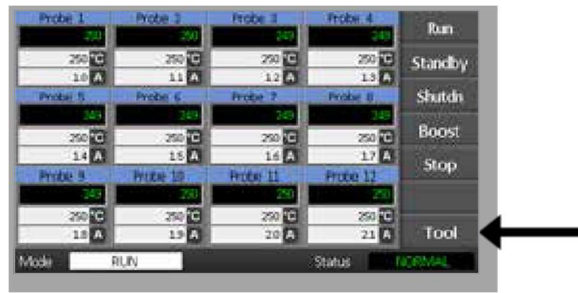 Probe 1 Probe 2 Probe 3 Probe 4
250 250 249 249
250 °C 250 °C 250 °C 250 °C
1.0 A 1.1 A 1.2 A 1.3 A
Probe 5 Probe 6 Probe 7 Probe 8
249 249 249 249
250 °C 250 °C 250 °C 250 °C
1.4 A 1.5 A 1.6 A 1.7 A
Probe 9 Probe 10 Probe 11 Probe 12
249 250 250 250
250 °C 250 °C 250 °C 250 °C
1.8 A 1.9 A 2.0 A 2.1 A
Run
Standby
Shutdn
Boost
Stop
Tool
Mode RUN Status NORMAL